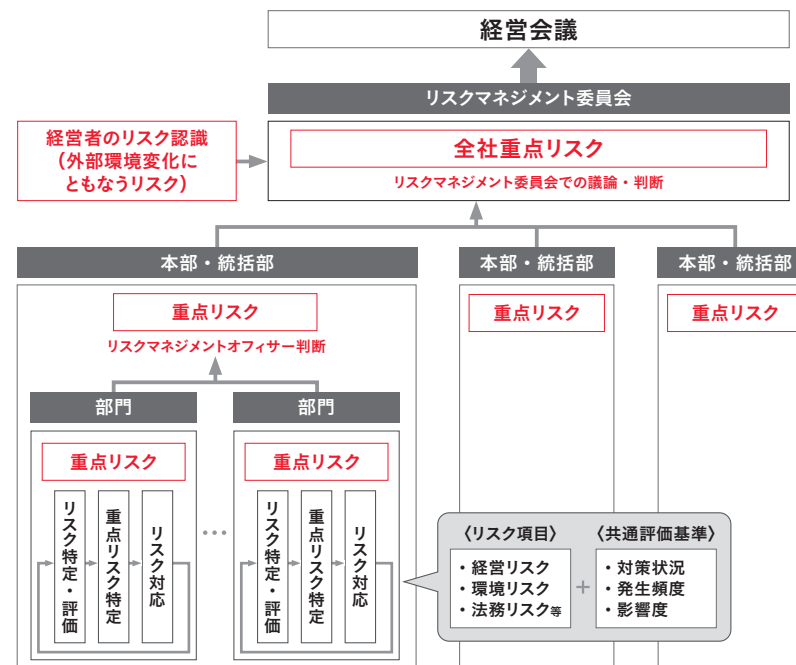 経営会議
リスクマネジメント委員会
経営者のリスク認識
(外部環境変化に
ともなうリスク)
全社重点リスク
リスクマネジメント委員会での議論・判断
本部・統括部
本部・統括部
本部・統括部
重点リスク
リスクマネジメントオフィサー判断
重点リスク
重点リスク
部門
部門
重点リスク
リスク特定・評価
重点リスク特定
リスク対応
…
重点リスク
リスク特定・評価
重点リスク特定
リスク対応
〈リスク項目〉
・経営リスク
・環境リスク
・法務リスク等
+
〈共通評価基準〉
・対策状況
・発生頻度
・影響度